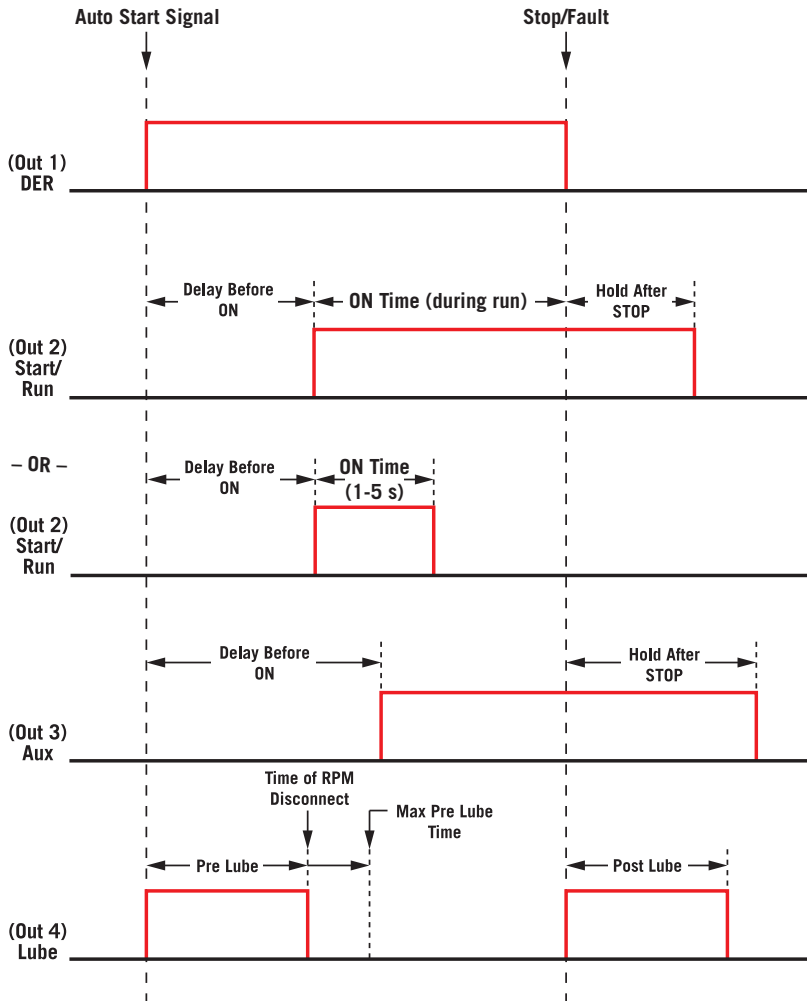 Auto Start Signal
Stop/Fault
(Out 1)
DER
Delay Before
ON
ON Time (during run)
Hold After
STOP
(Out 2)
Start/
Run
– OR –
Delay Before
ON
ON Time
(1-5 s)
(Out 2)
Start/
Run
Delay Before
ON
Hold After
STOP
(Out 3)
Aux
Time of RPM
Disconnect
Max Pre Lube
Time
Pre Lube
Post Lube
(Out 4)
Lube